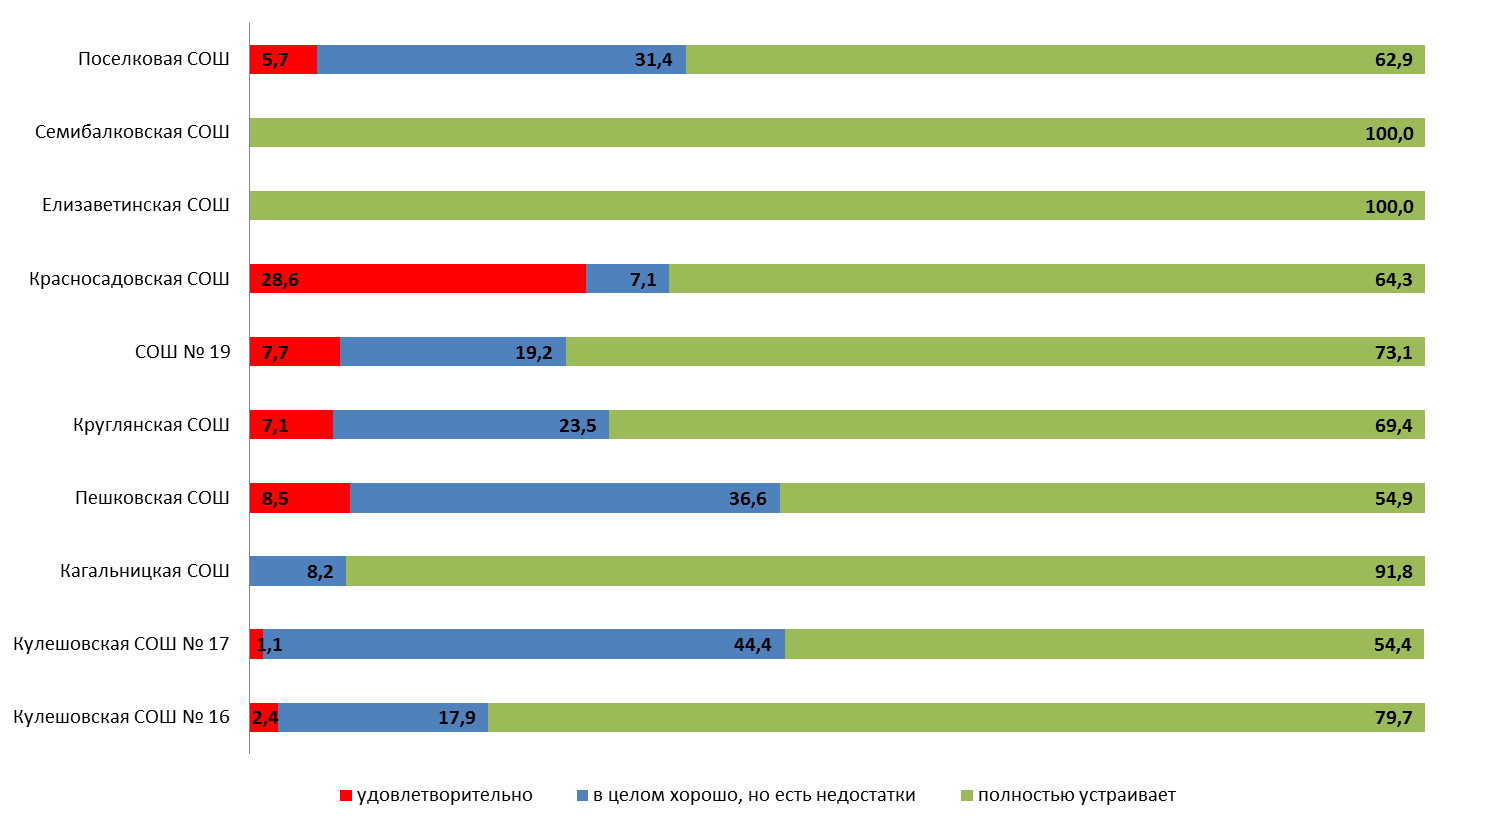 Поселковая СОШ 5,7 31,4 62,9
Семибалковская СОШ 100,0
Елизаветинская СОШ 100,0
Красносадовская СОШ 28,6 7,1 64,3
СОШ № 19 7,7 19,2 73,1
Круглянская СОШ 7,1 23,5 69,4
Пешковская СОШ 8,5 36,6 54,9
Кагальницкая СОШ 8,2 91,8
Кулешовская СОШ № 17 1,1 44,4 54,4
Кулешовская СОШ № 16 2,4 17,9 79,7
удовлетворительно в целом хорошо, но есть недостатки полностью устраивает